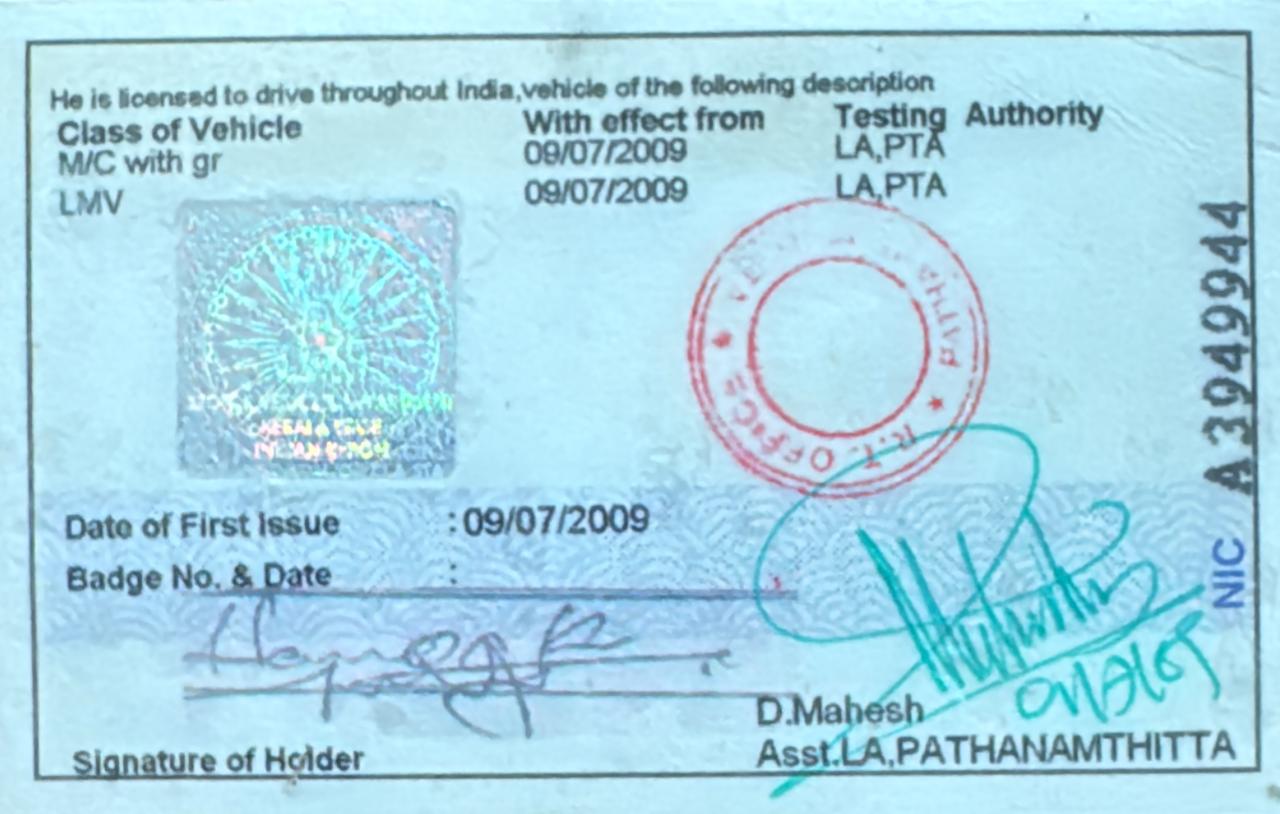 He is licensed to drive throughout India,vehicle of the following description
Class of Vehicle With effect from Testing Authority
M/C with gr 09/07/2009 LA,PTA
LMV 09/07/2009 LA,PTA
R.T. OFFICE
A 3949944
NIC
Date of First Issue : 09/07/2009
Badge No. & Date :
D.Mahesh
Asst.LA,PATHANAMTHITTA
Signature of Holder